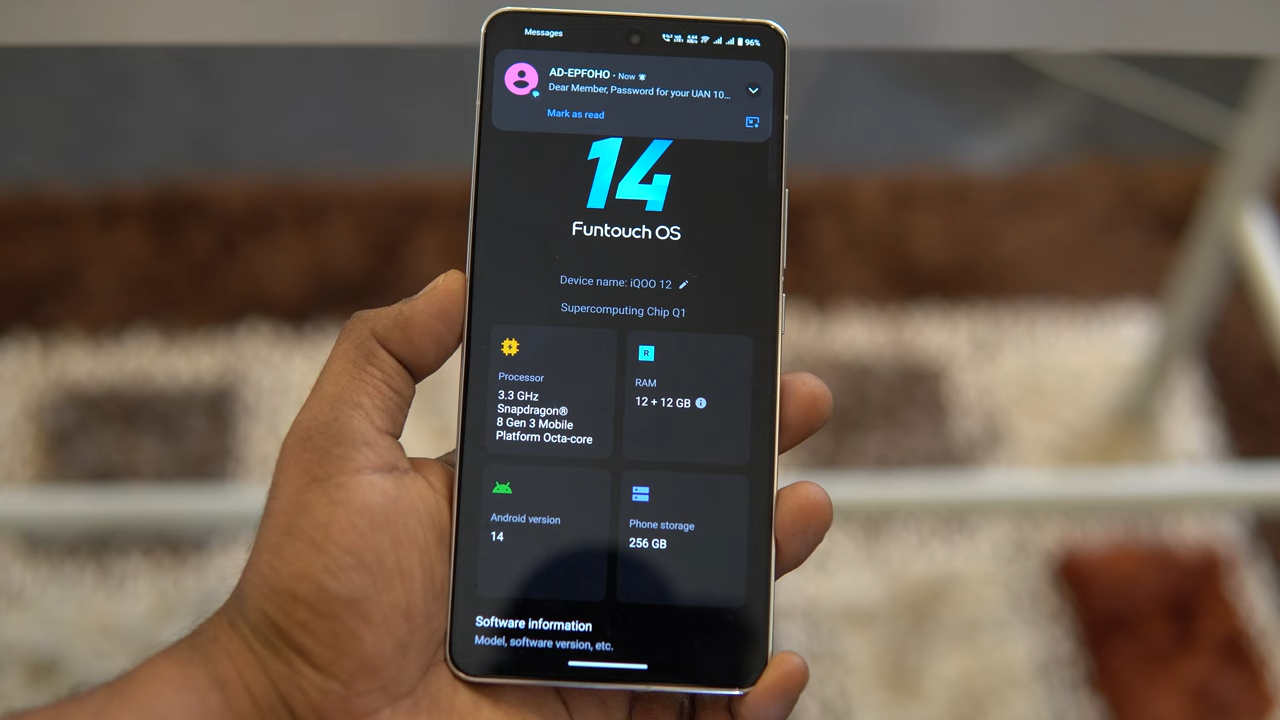 Messages
96%
AD-EPFOHO • Now
Dear Member, Password for your UAN 10...
Mark as read
14
Funtouch OS
Device name: iQOO 12
Supercomputing Chip Q1
Processor
3.3 GHz
Snapdragon®
8 Gen 3 Mobile
Platform Octa-core
R
RAM
12 + 12 GB
Android version
14
Phone storage
256 GB
Software information
Model, software version, etc.